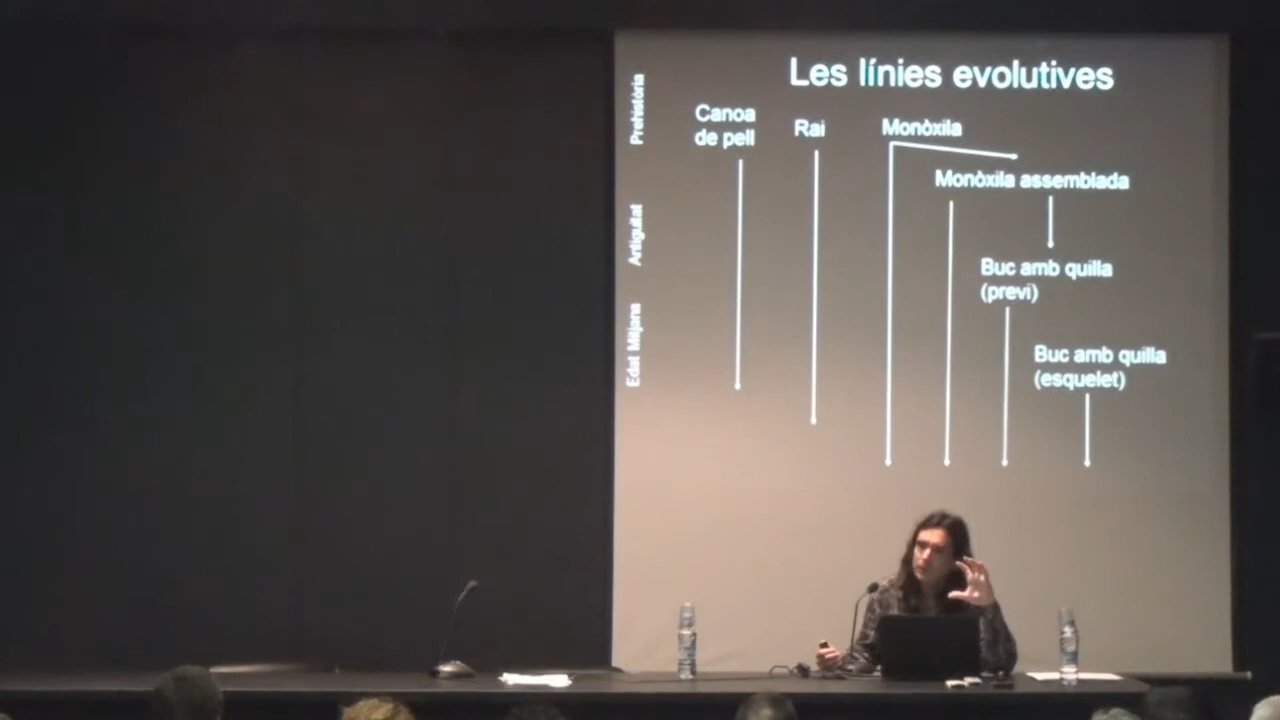 Les línies evolutives
Prehistòria
Canoa
de pell
Rai
Monòxila
Monòxila assemblada
Antiguitat
Buc amb quilla
(previ)
Edat Mitjana
Buc amb quilla
(esquelet)